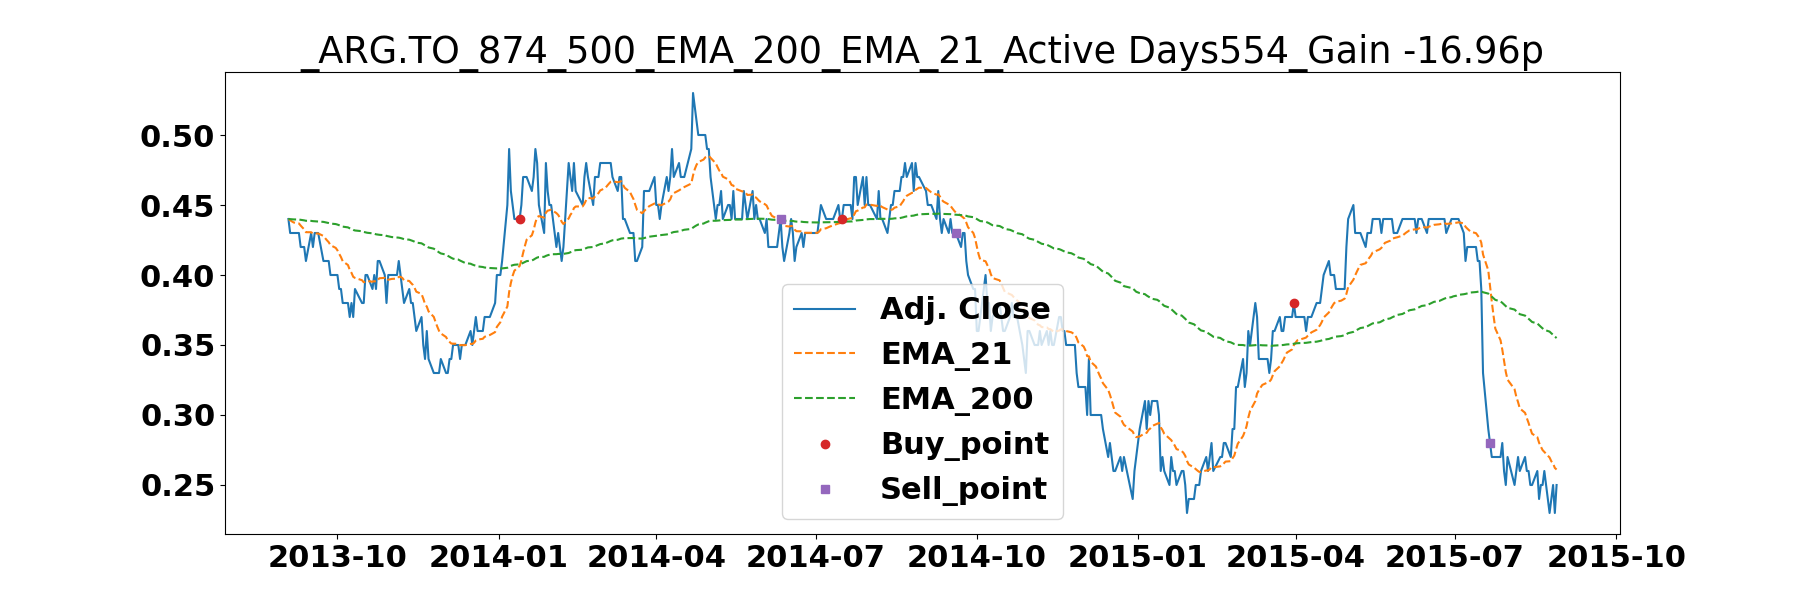 _ARG.TO_874_500_EMA_200_EMA_21_Active Days554_Gain -16.96p
0.50
0.45
0.40
0.35
0.30
0.25
Adj. Close
EMA_21
EMA_200
Buy_point
Sell_point
2013-10 2014-01 2014-04 2014-07 2014-10 2015-01 2015-04 2015-07 2015-10